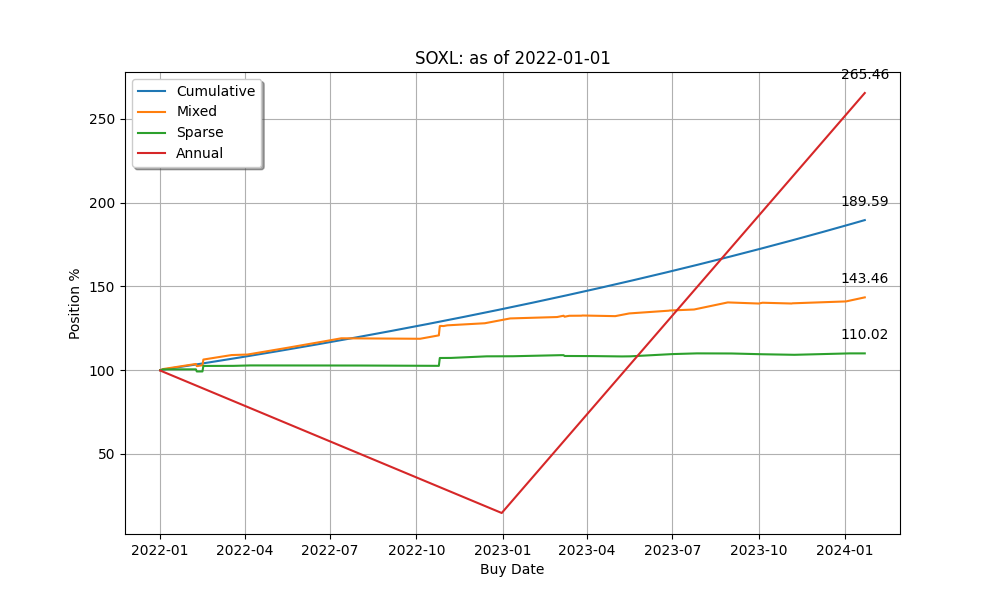 SOXL: as of 2022-01-01
265.46
Cumulative
Mixed
Sparse
Annual
189.59
143.46
110.02
250
200
150
100
50
Position %
2022-01
2022-04
2022-07
2022-10
2023-01
2023-04
2023-07
2023-10
2024-01
Buy Date